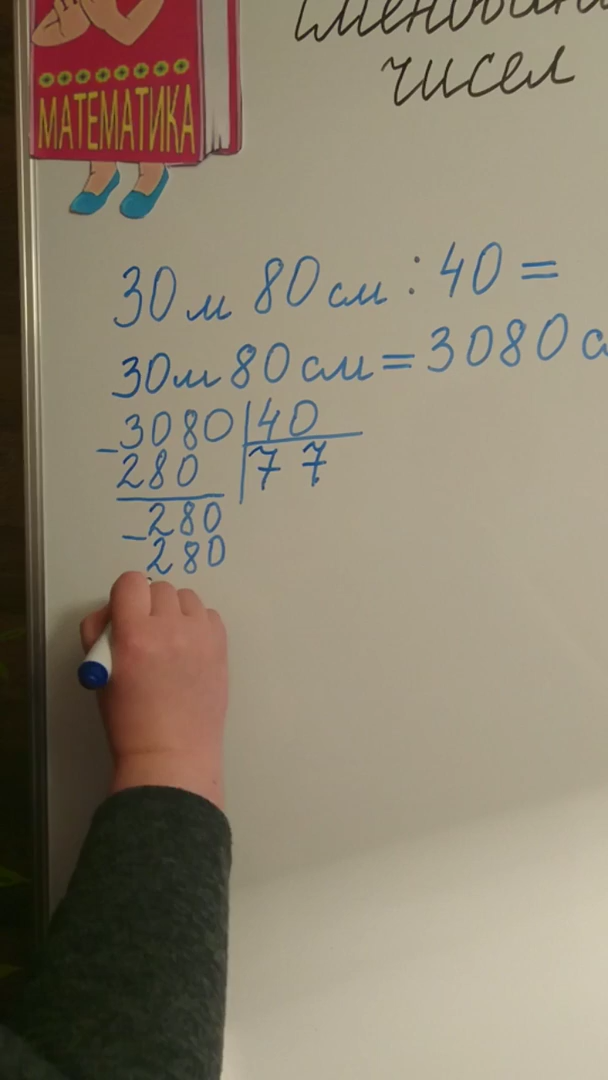 чисел
МАТЕМАТИКА
30 м 80 см : 40 =
30 м 80 см = 3080 с
-3080 | 40
280 | 77
-280
280